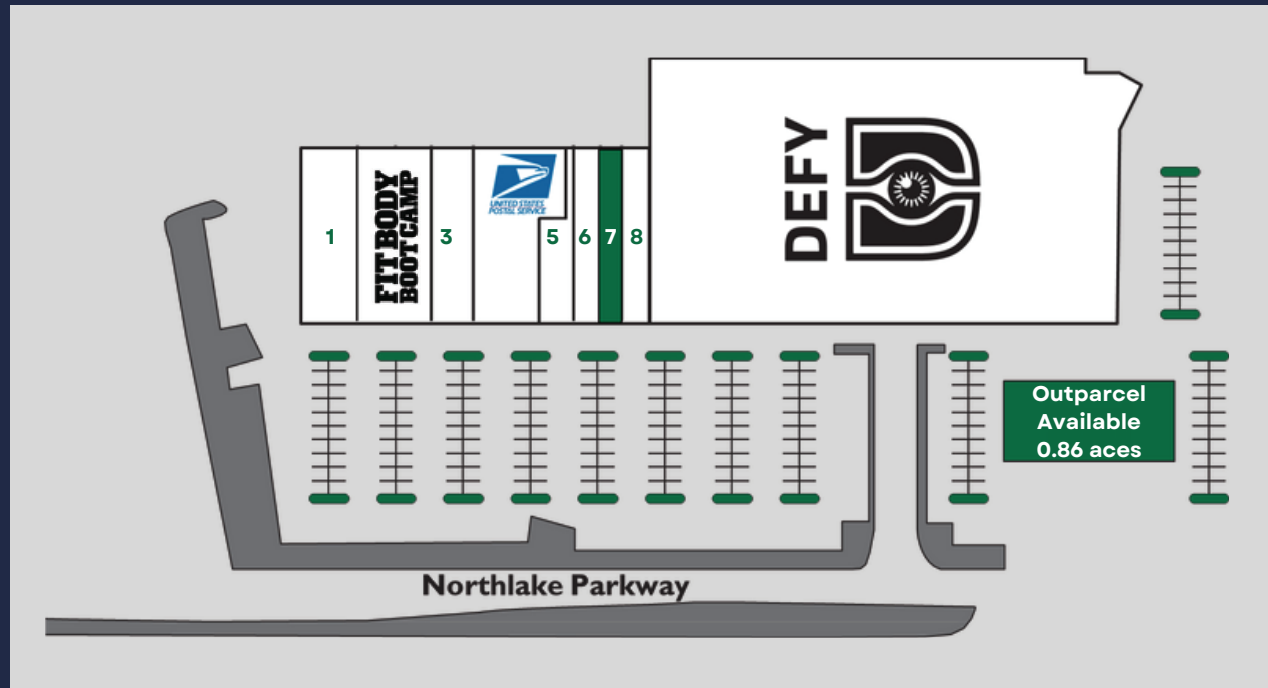 1
FIT BODY
BOOT CAMP
3
UNITED STATES
POSTAL SERVICE
5
6
7
8
DEFY
Outparcel
Available
0.86 aces
Northlake Parkway